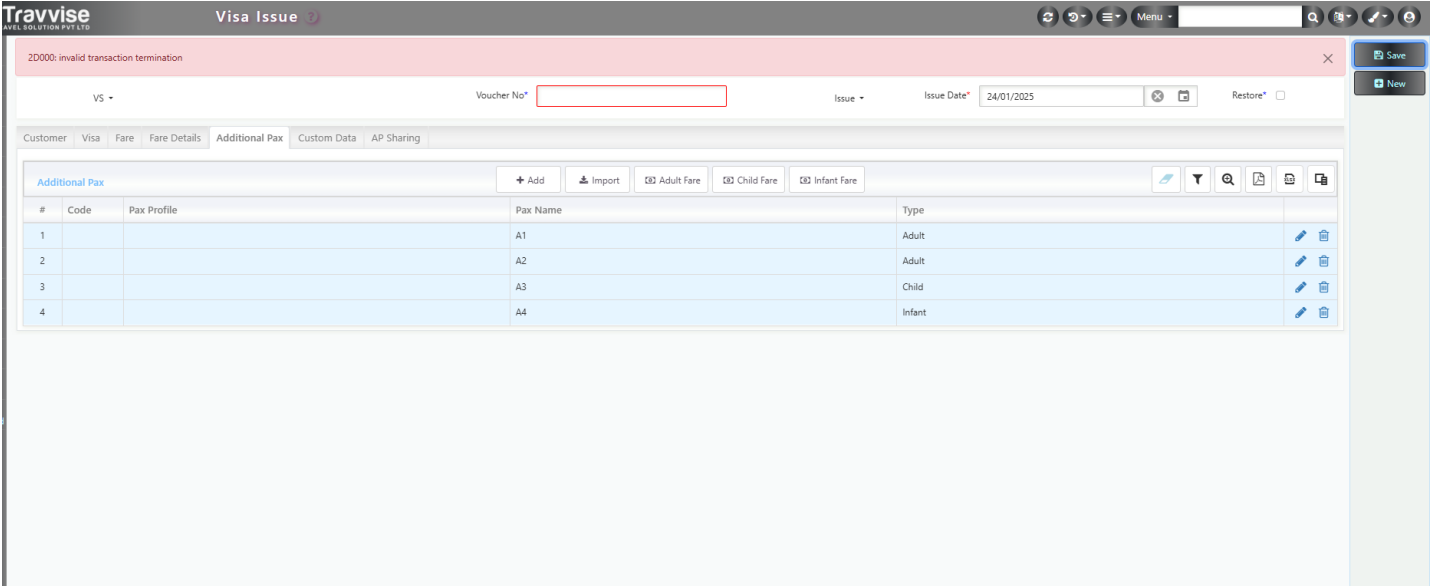 Travvise
AVEL SOLUTION PVT LTD
Visa Issue ?
Menu
2D000: invalid transaction termination
Save
New
VS
Voucher No*
Issue
Issue Date* 24/01/2025
Restore*
Customer Visa Fare Fare Details Additional Pax Custom Data AP Sharing
Additional Pax
+ Add Import Adult Fare Child Fare Infant Fare
# Code Pax Profile Pax Name Type
1 A1 Adult
2 A2 Adult
3 A3 Child
4 A4 Infant